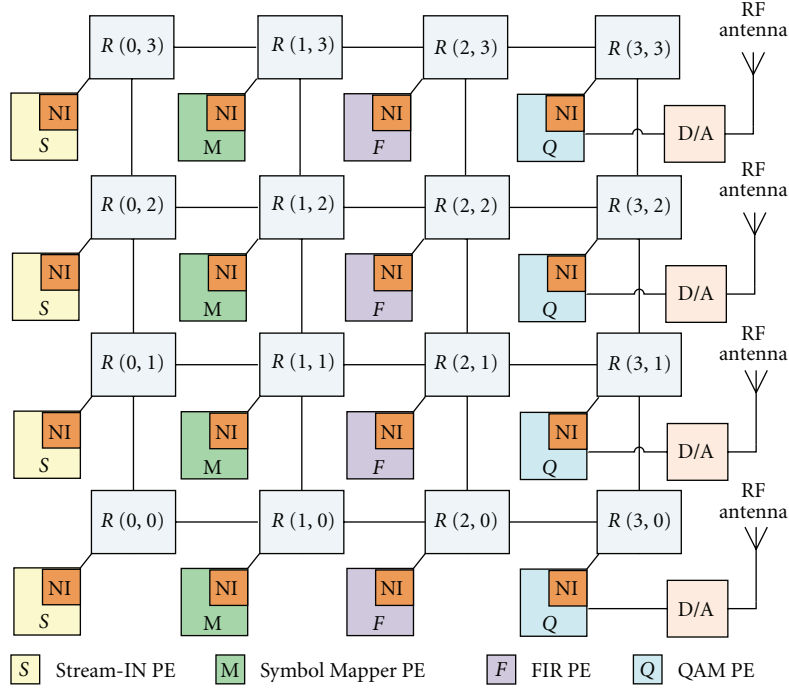 RF
antenna
R (0, 3)
R (1, 3)
R (2, 3)
R (3, 3)
NI
S
NI
M
NI
F
NI
Q
D/A
RF
antenna
R (0, 2)
R (1, 2)
R (2, 2)
R (3, 2)
NI
S
NI
M
NI
F
NI
Q
D/A
RF
antenna
R (0, 1)
R (1, 1)
R (2, 1)
R (3, 1)
NI
S
NI
M
NI
F
NI
Q
D/A
RF
antenna
R (0, 0)
R (1, 0)
R (2, 0)
R (3, 0)
NI
S
NI
M
NI
F
NI
Q
D/A
S Stream-IN PE
M Symbol Mapper PE
F FIR PE
Q QAM PE